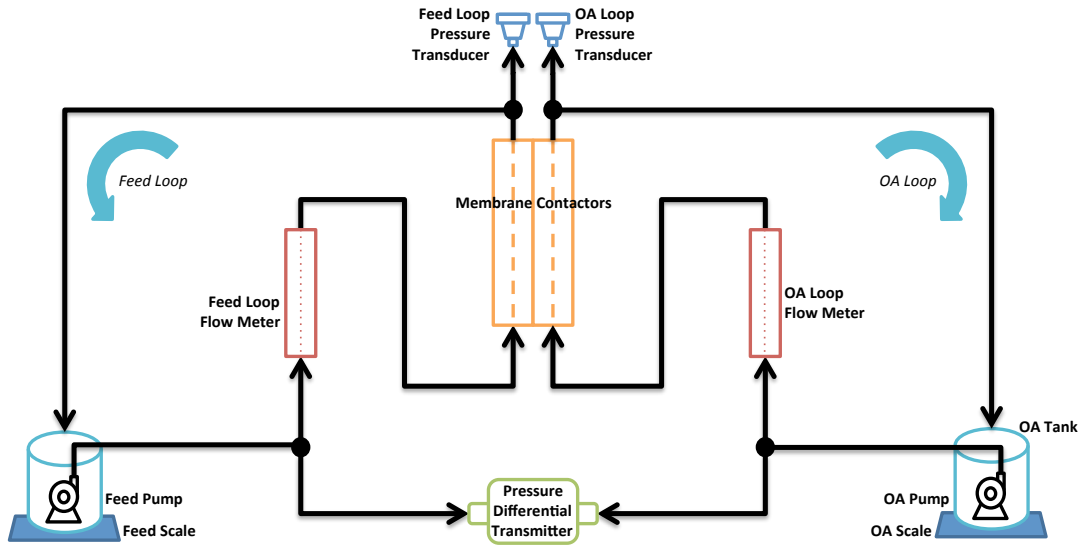 Feed Loop
Pressure
Transducer
OA Loop
Pressure
Transducer
Feed Loop
OA Loop
Membrane Contactors
Feed Loop
Flow Meter
OA Loop
Flow Meter
OA Tank
Feed Pump
Feed Scale
Pressure
Differential
Transmitter
OA Pump
OA Scale